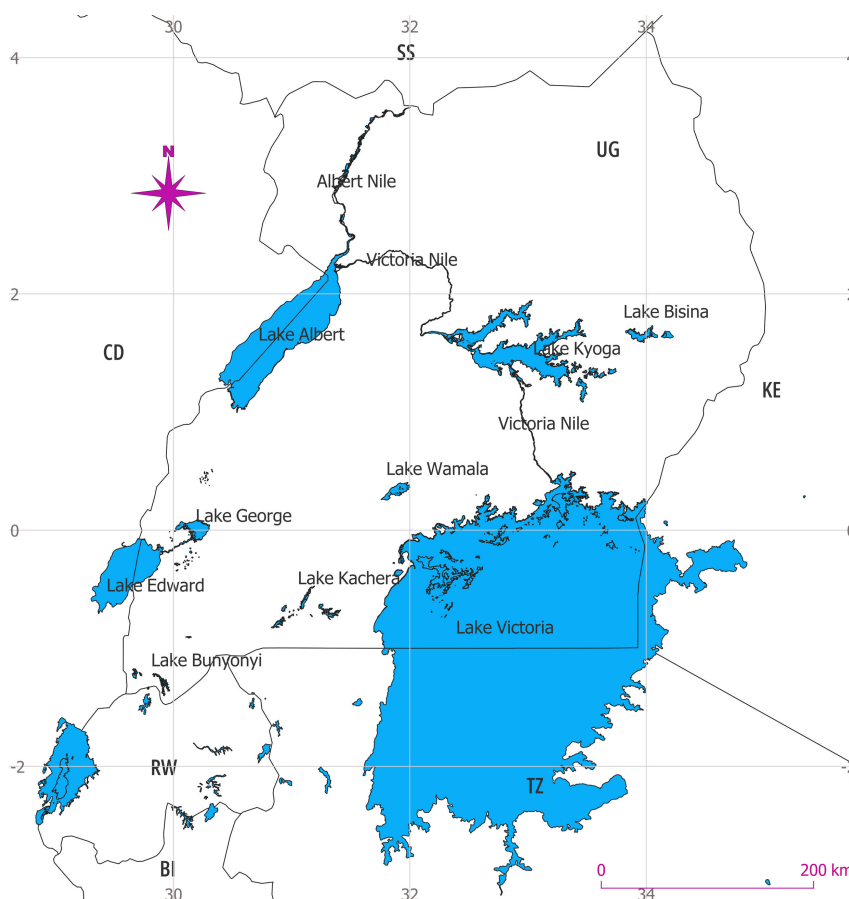 30
32
34
4
SS
4
UG
N
Albert Nile
Victoria Nile
2
Lake Bisina
Lake Albert
Lake Kyoga
CD
KE
Victoria Nile
Lake Wamala
Lake George
0
0
Lake Kachera
Lake Edward
Lake Victoria
Lake Bunyonyi
-2
RW
TZ
BI
0
200 km
30
32
34